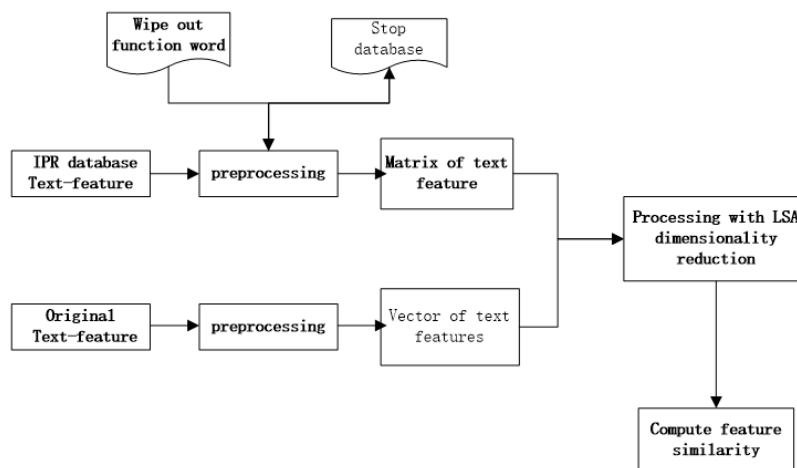 Wipe out
function word
Stop
database
IPR database
Text-feature
preprocessing
Matrix of text
feature
Processing with LSA
dimensionality
reduction
Original
Text-feature
preprocessing
Vector of text
features
Compute feature
similarity